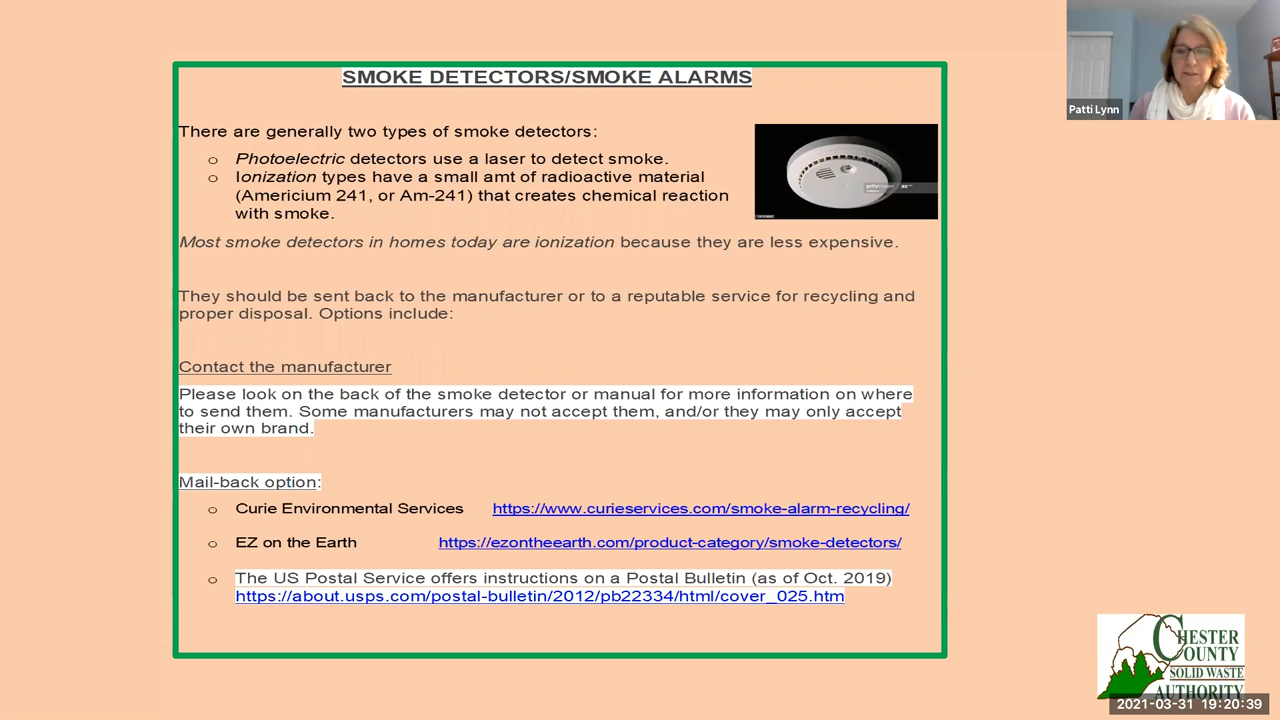 SMOKE DETECTORS/SMOKE ALARMS
There are generally two types of smoke detectors:
o Photoelectric detectors use a laser to detect smoke.
o Ionization types have a small amt of radioactive material
(Americium 241, or Am-241) that creates chemical reaction
with smoke.
Most smoke detectors in homes today are ionization because they are less expensive.
They should be sent back to the manufacturer or to a reputable service for recycling and
proper disposal. Options include:
Contact the manufacturer
Please look on the back of the smoke detector or manual for more information on where
to send them. Some manufacturers may not accept them, and/or they may only accept
their own brand.
Mail-back option:
o Curie Environmental Services https://www.curieservices.com/smoke-alarm-recycling/
o EZ on the Earth https://ezontheearth.com/product-category/smoke-detectors/
o The US Postal Service offers instructions on a Postal Bulletin (as of Oct. 2019)
https://about.usps.com/postal-bulletin/2012/pb22334/html/cover_025.htm
Patti Lynn
CHESTER
COUNTY
SOLID WASTE
AUTHORITY
2021-03-31 19:20:39